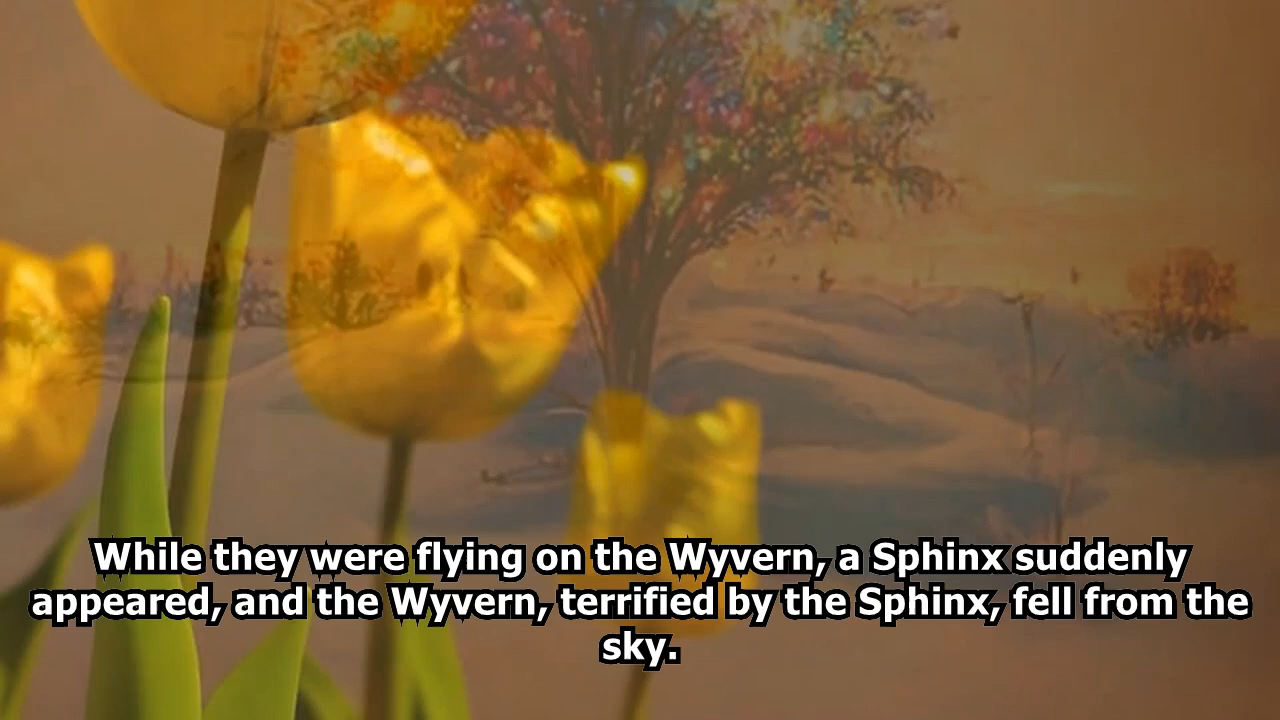 While they were flying on the Wyvern, a Sphinx suddenly
appeared, and the Wyvern, terrified by the Sphinx, fell from the
sky.